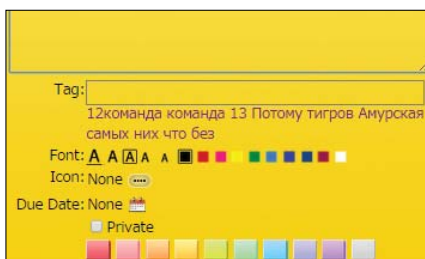 Tag:
12команда команда 13 Потому тигров Амурская
самых них что без
Font: A A A A A
Icon: None
Due Date: None
Private